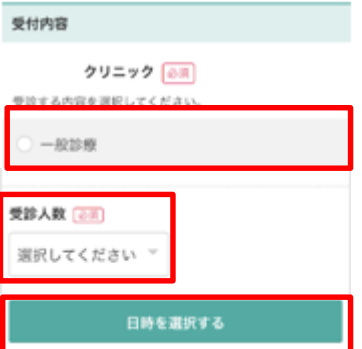 受付内容
クリニック 必須
受診する内容を選択してください。
一般診療
受診人数 必須
選択してください
日時を選択する